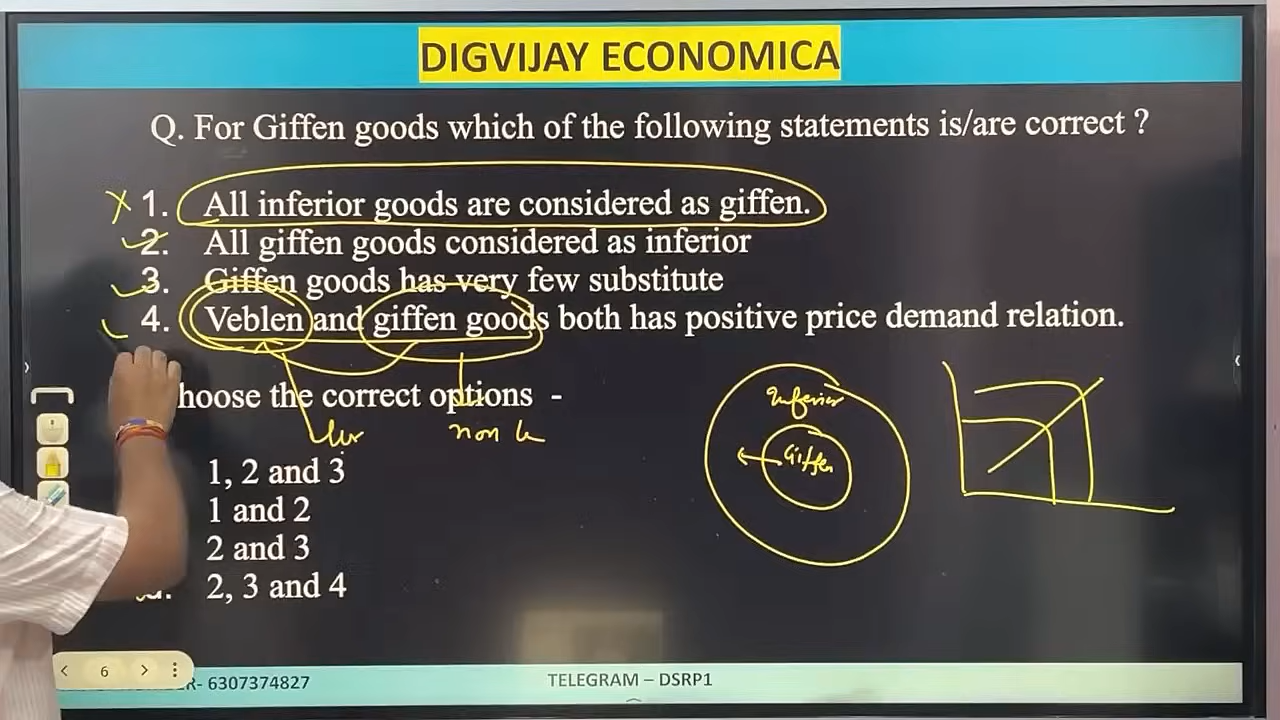 DIGVIJAY ECONOMICA
Q. For Giffen goods which of the following statements is/are correct ?
1. All inferior goods are considered as giffen.
2. All giffen goods considered as inferior
3. Giffen goods has very few substitute
4. Veblen and giffen goods both has positive price demand relation.
hoose the correct options -
non
Inferior
Giffen
1, 2 and 3
1 and 2
2 and 3
2, 3 and 4
6
R- 6307374827
TELEGRAM – DSRP1